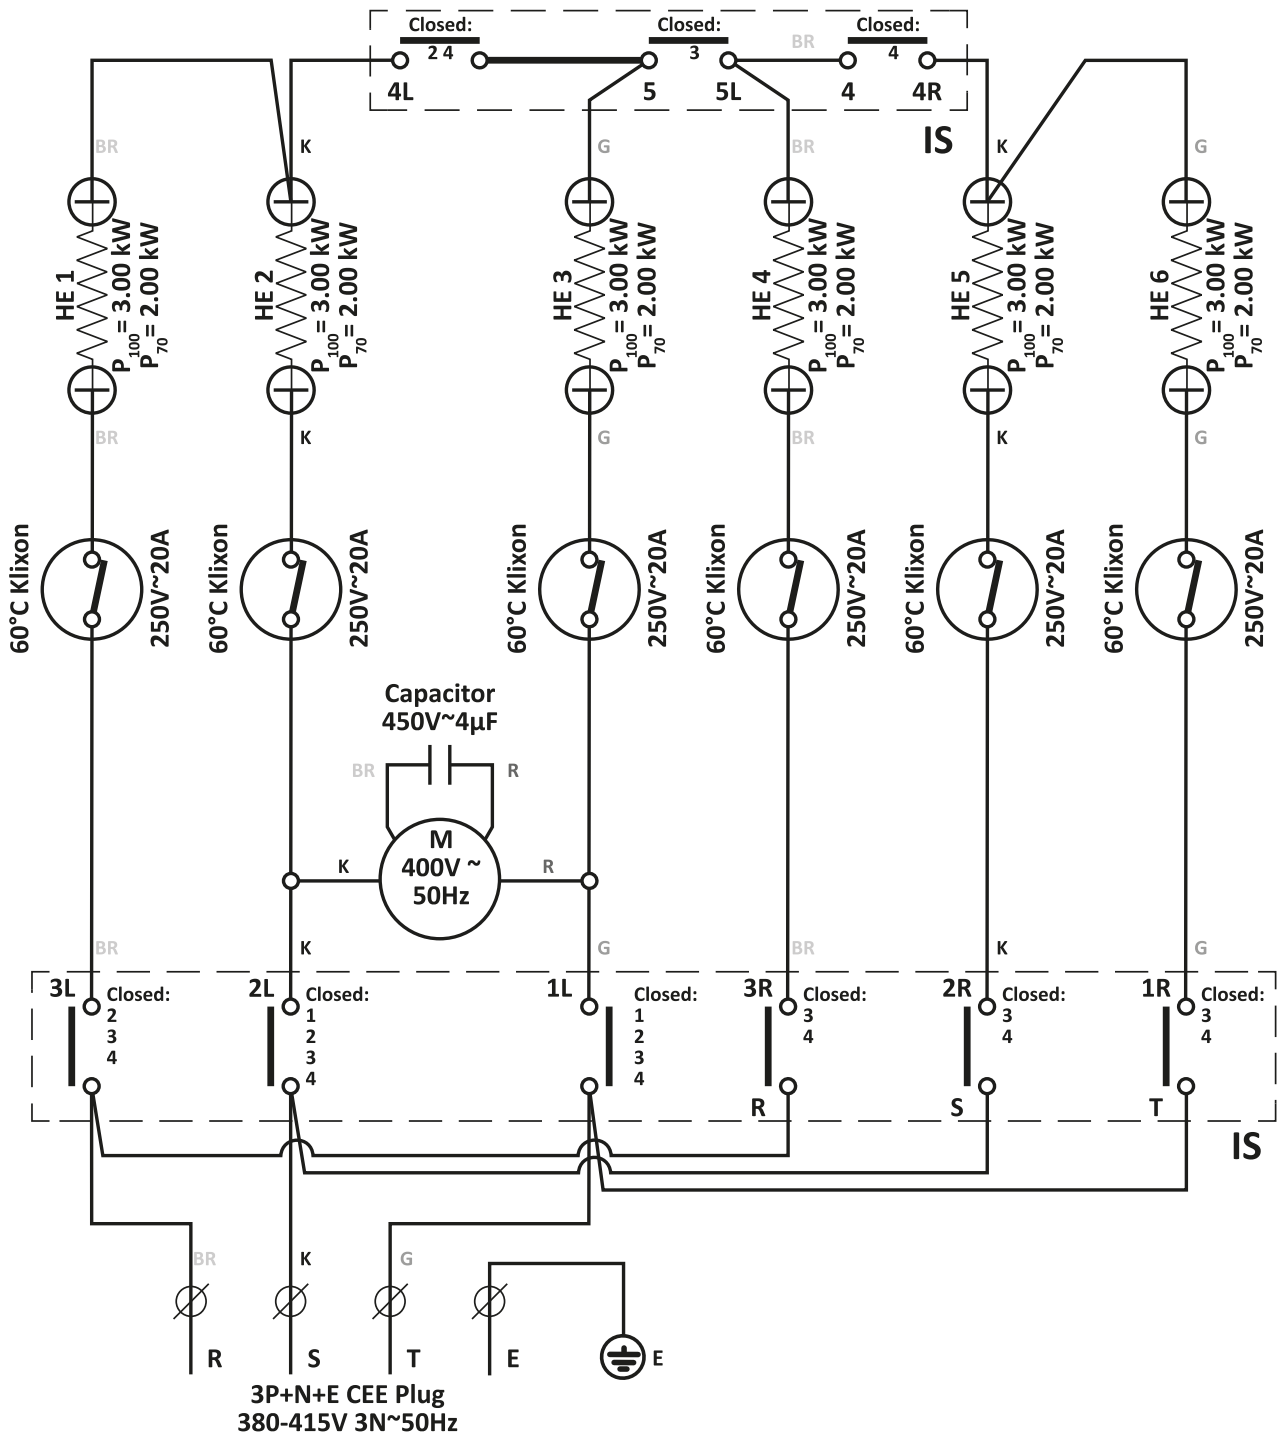 Closed:
2 4
Closed:
3
BR
Closed:
4
4L
5
5L
4
4R
IS
BR
K
G
BR
K
G
HE 1
P100 = 3.00 kW
P70 = 2.00 kW
HE 2
P100 = 3.00 kW
P70 = 2.00 kW
HE 3
P100 = 3.00 kW
P70 = 2.00 kW
HE 4
P100 = 3.00 kW
P70 = 2.00 kW
HE 5
P100 = 3.00 kW
P70 = 2.00 kW
HE 6
P100 = 3.00 kW
P70 = 2.00 kW
BR
K
G
BR
K
G
60°C Klixon
250V~20A
60°C Klixon
250V~20A
60°C Klixon
250V~20A
60°C Klixon
250V~20A
60°C Klixon
250V~20A
60°C Klixon
250V~20A
Capacitor
450V~4µF
BR
R
M
400V ~
50Hz
K
R
BR
K
G
BR
K
G
3L
Closed:
2
3
4
2L
Closed:
1
2
3
4
1L
Closed:
1
2
3
4
3R
Closed:
3
4
R
2R
Closed:
3
4
S
1R
Closed:
3
4
T
IS
BR
K
G
R
S
T
E
E
3P+N+E CEE Plug
380-415V 3N~50Hz